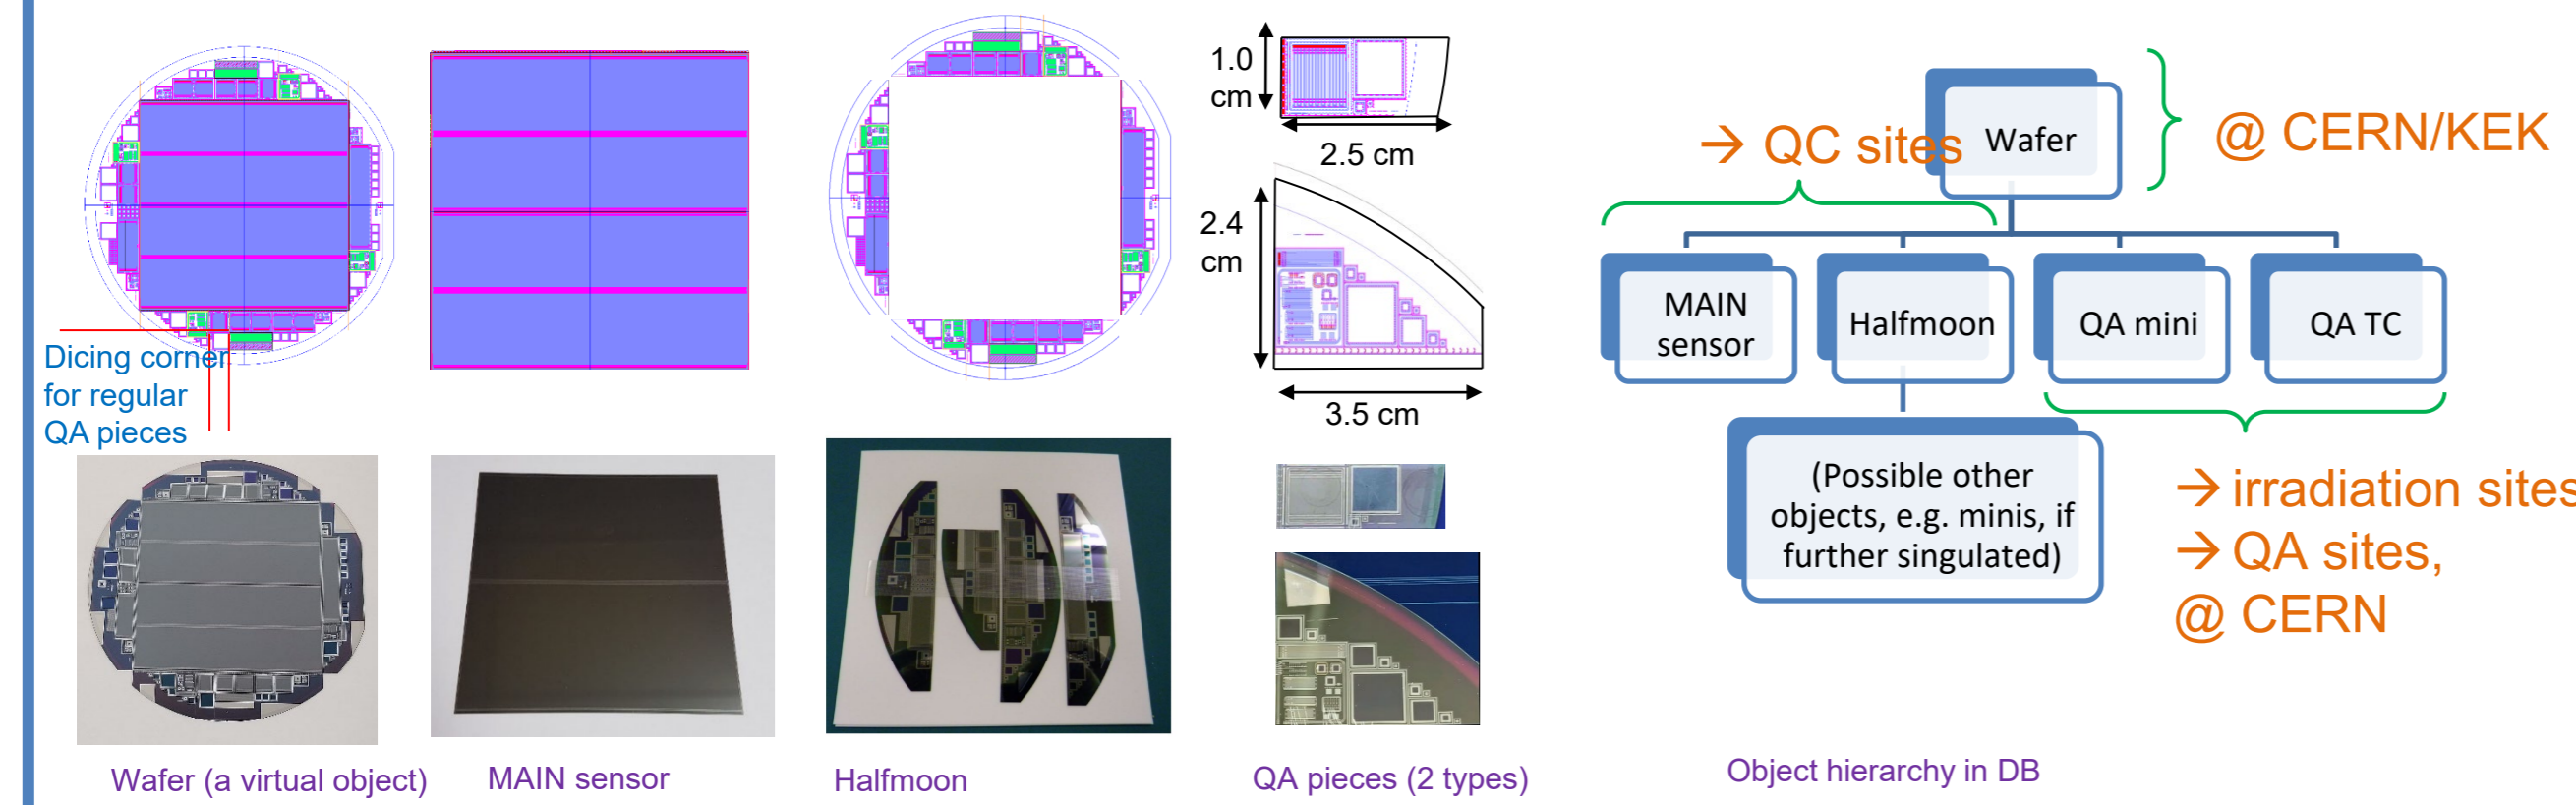 1.0
cm
2.5 cm
2.4
cm
3.5 cm
Dicing corner
for regular
QA pieces
Wafer (a virtual object)
MAIN sensor
Halfmoon
QA pieces (2 types)
→ QC sites
Wafer
@ CERN/KEK
MAIN
sensor
Halfmoon
QA mini
QA TC
(Possible other
objects, e.g. minis, if
further singulated)
→ irradiation sites
→ QA sites,
@ CERN
Object hierarchy in DB